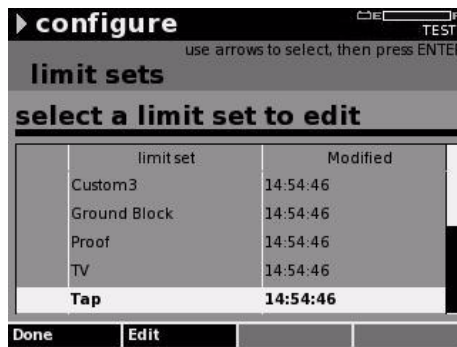 configure
E F
TEST
use arrows to select, then press ENTE
limit sets
select a limit set to edit
limit set Modified
Custom3 14:54:46
Ground Block 14:54:46
Proof 14:54:46
TV 14:54:46
Tap 14:54:46
Done Edit